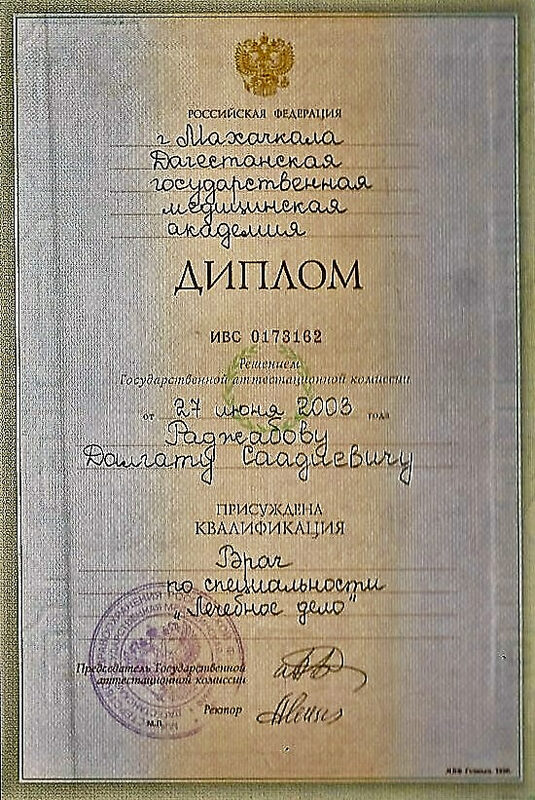 РОССИЙСКАЯ ФЕДЕРАЦИЯ
г Махачкала
Дагестанская
государственная
медицинская
академия
ДИПЛОМ
ИВС 0173162
Решением
Государственной аттестационной комиссии
от 27 июня 2003 года
Раджабову
Далгату Саадиевичу
ПРИСУЖДЕНА
КВАЛИФИКАЦИЯ
Врач
по специальности
„Лечебное дело"
Председатель Государственной
аттестационной комиссии
Ректор
М.П.